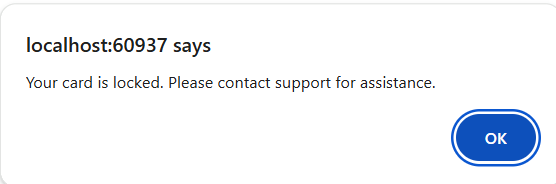 localhost:60937 says
Your card is locked. Please contact support for assistance.
OK